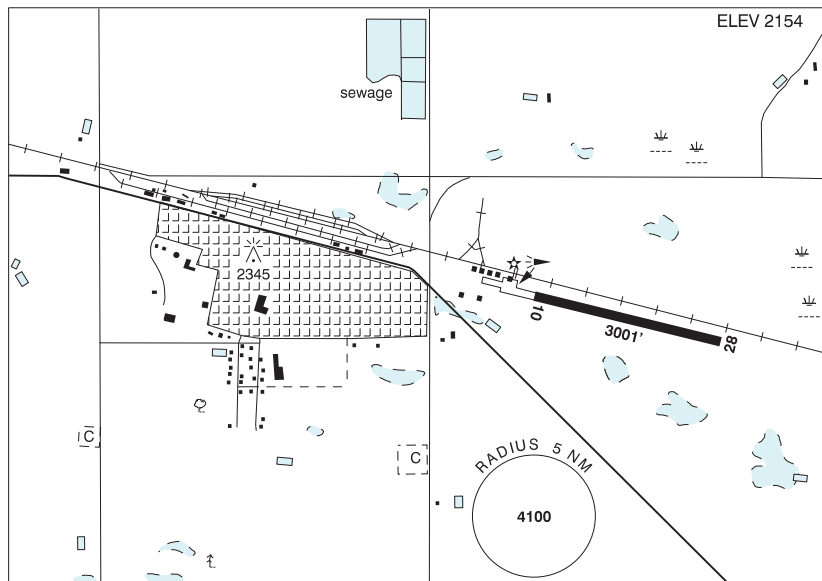 ELEV 2154
sewage
2345
10
3001'
28
C
C
RADIUS 5 NM
4100